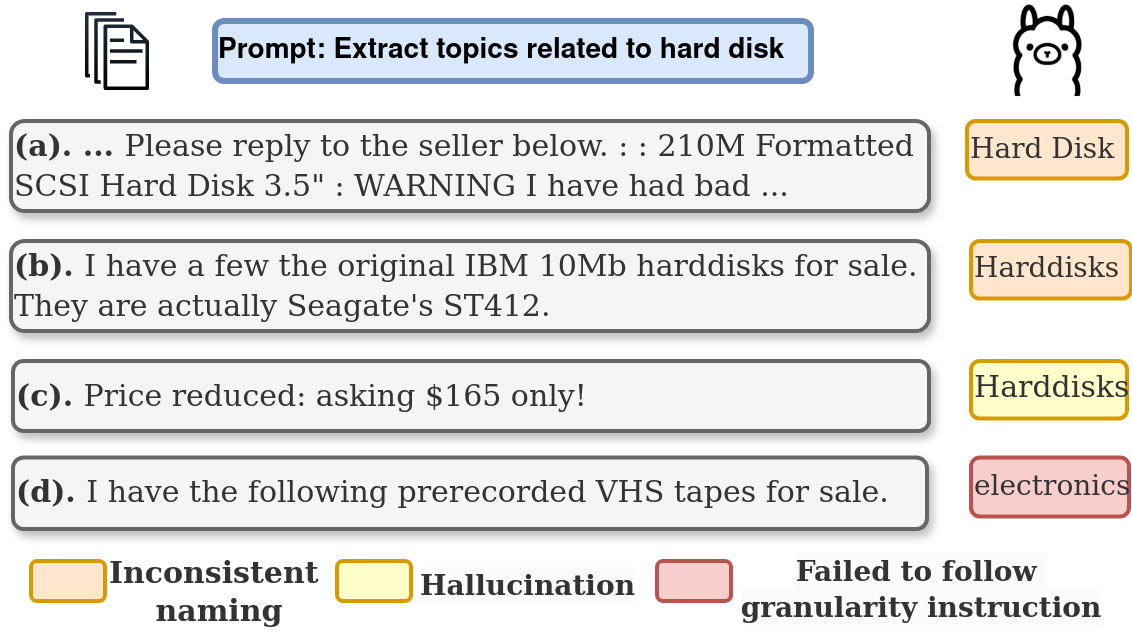 Prompt: Extract topics related to hard disk
(a). ... Please reply to the seller below. : : 210M Formatted
SCSI Hard Disk 3.5" : WARNING I have had bad ...
Hard Disk
(b). I have a few the original IBM 10Mb harddisks for sale.
They are actually Seagate's ST412.
Harddisks
(c). Price reduced: asking $165 only!
Harddisks
(d). I have the following prerecorded VHS tapes for sale.
electronics
Inconsistent
naming
Hallucination
Failed to follow
granularity instruction